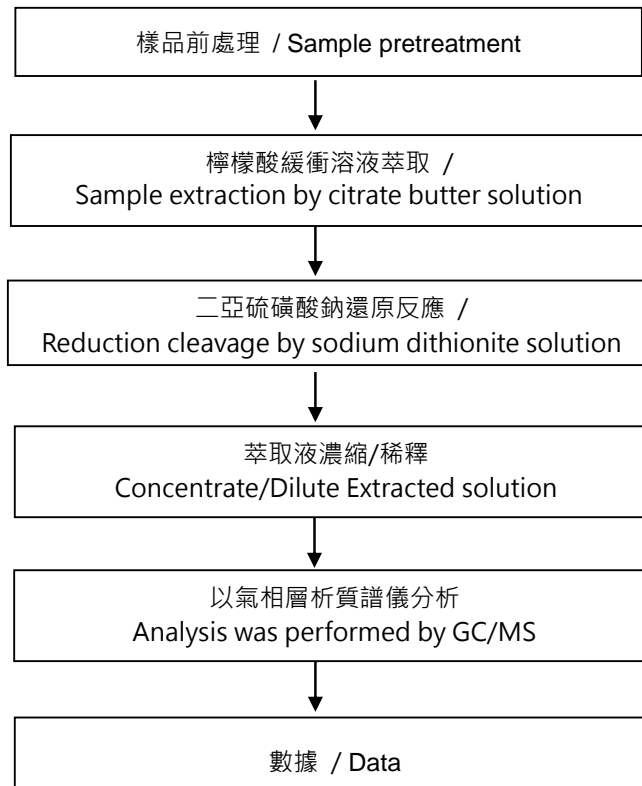 樣品前處理 / Sample pretreatment
檸檬酸緩衝溶液萃取 /
Sample extraction by citrate butter solution
二亞硫磺酸鈉還原反應 /
Reduction cleavage by sodium dithionite solution
萃取液濃縮/稀釋
Concentrate/Dilute Extracted solution
以氣相層析質譜儀分析
Analysis was performed by GC/MS
數據 / Data